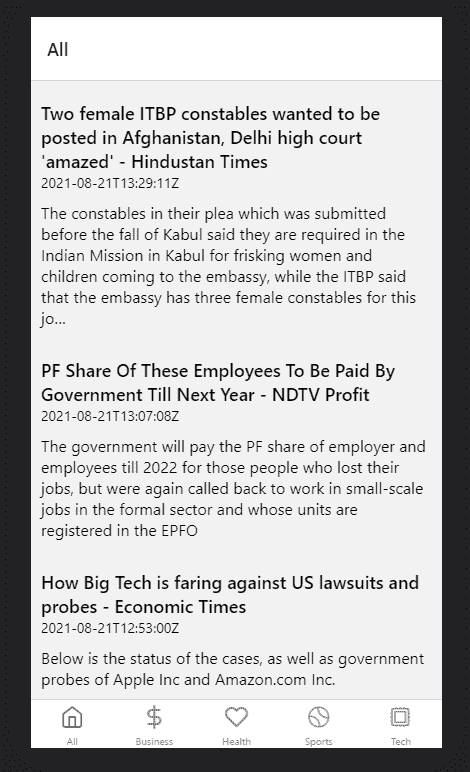 All
Two female ITBP constables wanted to be
posted in Afghanistan, Delhi high court
'amazed' - Hindustan Times
2021-08-21T13:29:11Z
The constables in their plea which was submitted
before the fall of Kabul said they are required in the
Indian Mission in Kabul for frisking women and
children coming to the embassy, while the ITBP said
that the embassy has three female constables for this
jo...
PF Share Of These Employees To Be Paid By
Government Till Next Year - NDTV Profit
2021-08-21T13:07:08Z
The government will pay the PF share of employer and
employees till 2022 for those people who lost their
jobs, but were again called back to work in small-scale
jobs in the formal sector and whose units are
registered in the EPFO
How Big Tech is faring against US lawsuits and
probes - Economic Times
2021-08-21T12:53:00Z
Below is the status of the cases, as well as government
probes of Apple Inc and Amazon.com Inc.
All Business Health Sports Tech